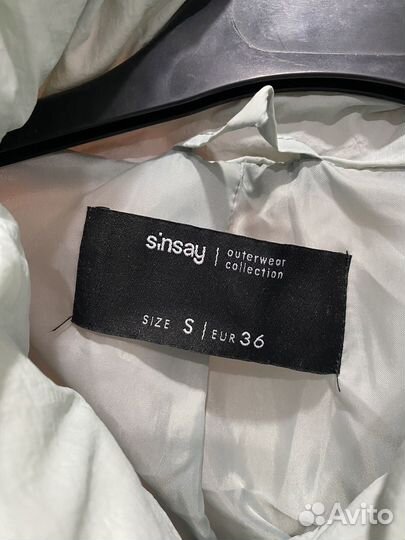 sinsay | outerwear
collection
SIZE S | EUR 36
Avito